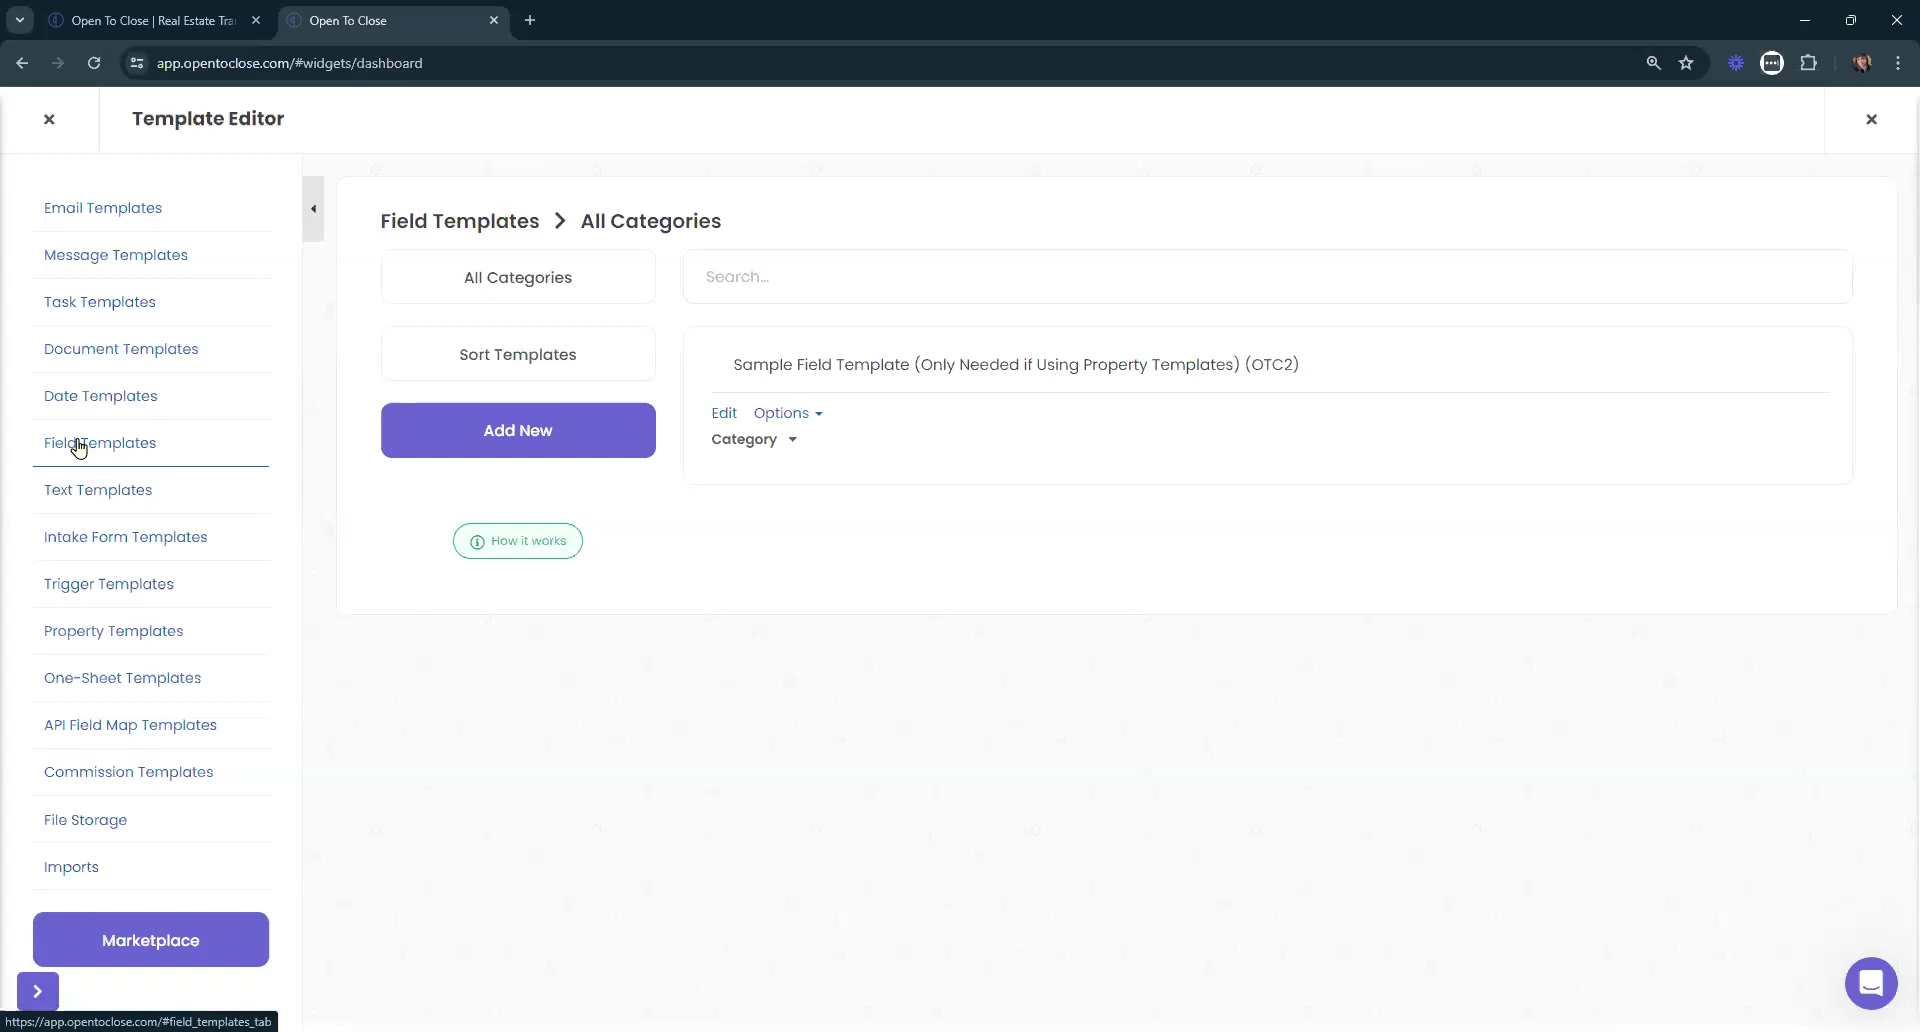 Open To Close | Real Estate Tra
Open To Close
app.opentoclose.com/#widgets/dashboard
Template Editor
Email Templates
Message Templates
Task Templates
Document Templates
Date Templates
Field Templates
Text Templates
Intake Form Templates
Trigger Templates
Property Templates
One-Sheet Templates
API Field Map Templates
Commission Templates
File Storage
Imports
Marketplace
Field Templates > All Categories
All Categories
Search...
Sort Templates
Add New
How it works
Sample Field Template (Only Needed if Using Property Templates) (OTC2)
Edit Options
Category
https://app.opentoclose.com/#field_templates_tab